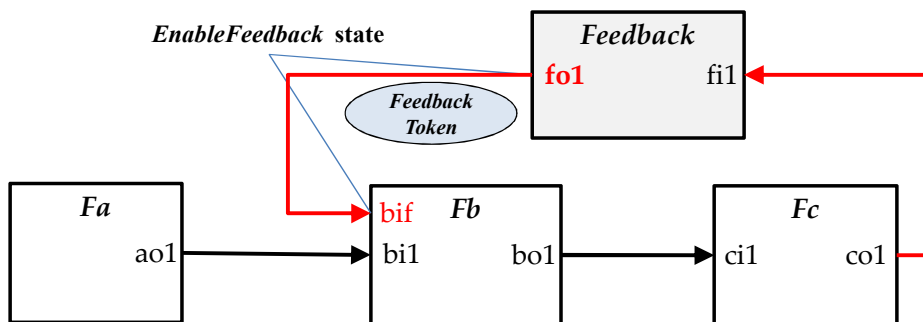 EnableFeedback state
Feedback
fo1
fi1
Feedback
Token
Fa
ao1
Fb
bif
bi1
bo1
Fc
ci1
co1